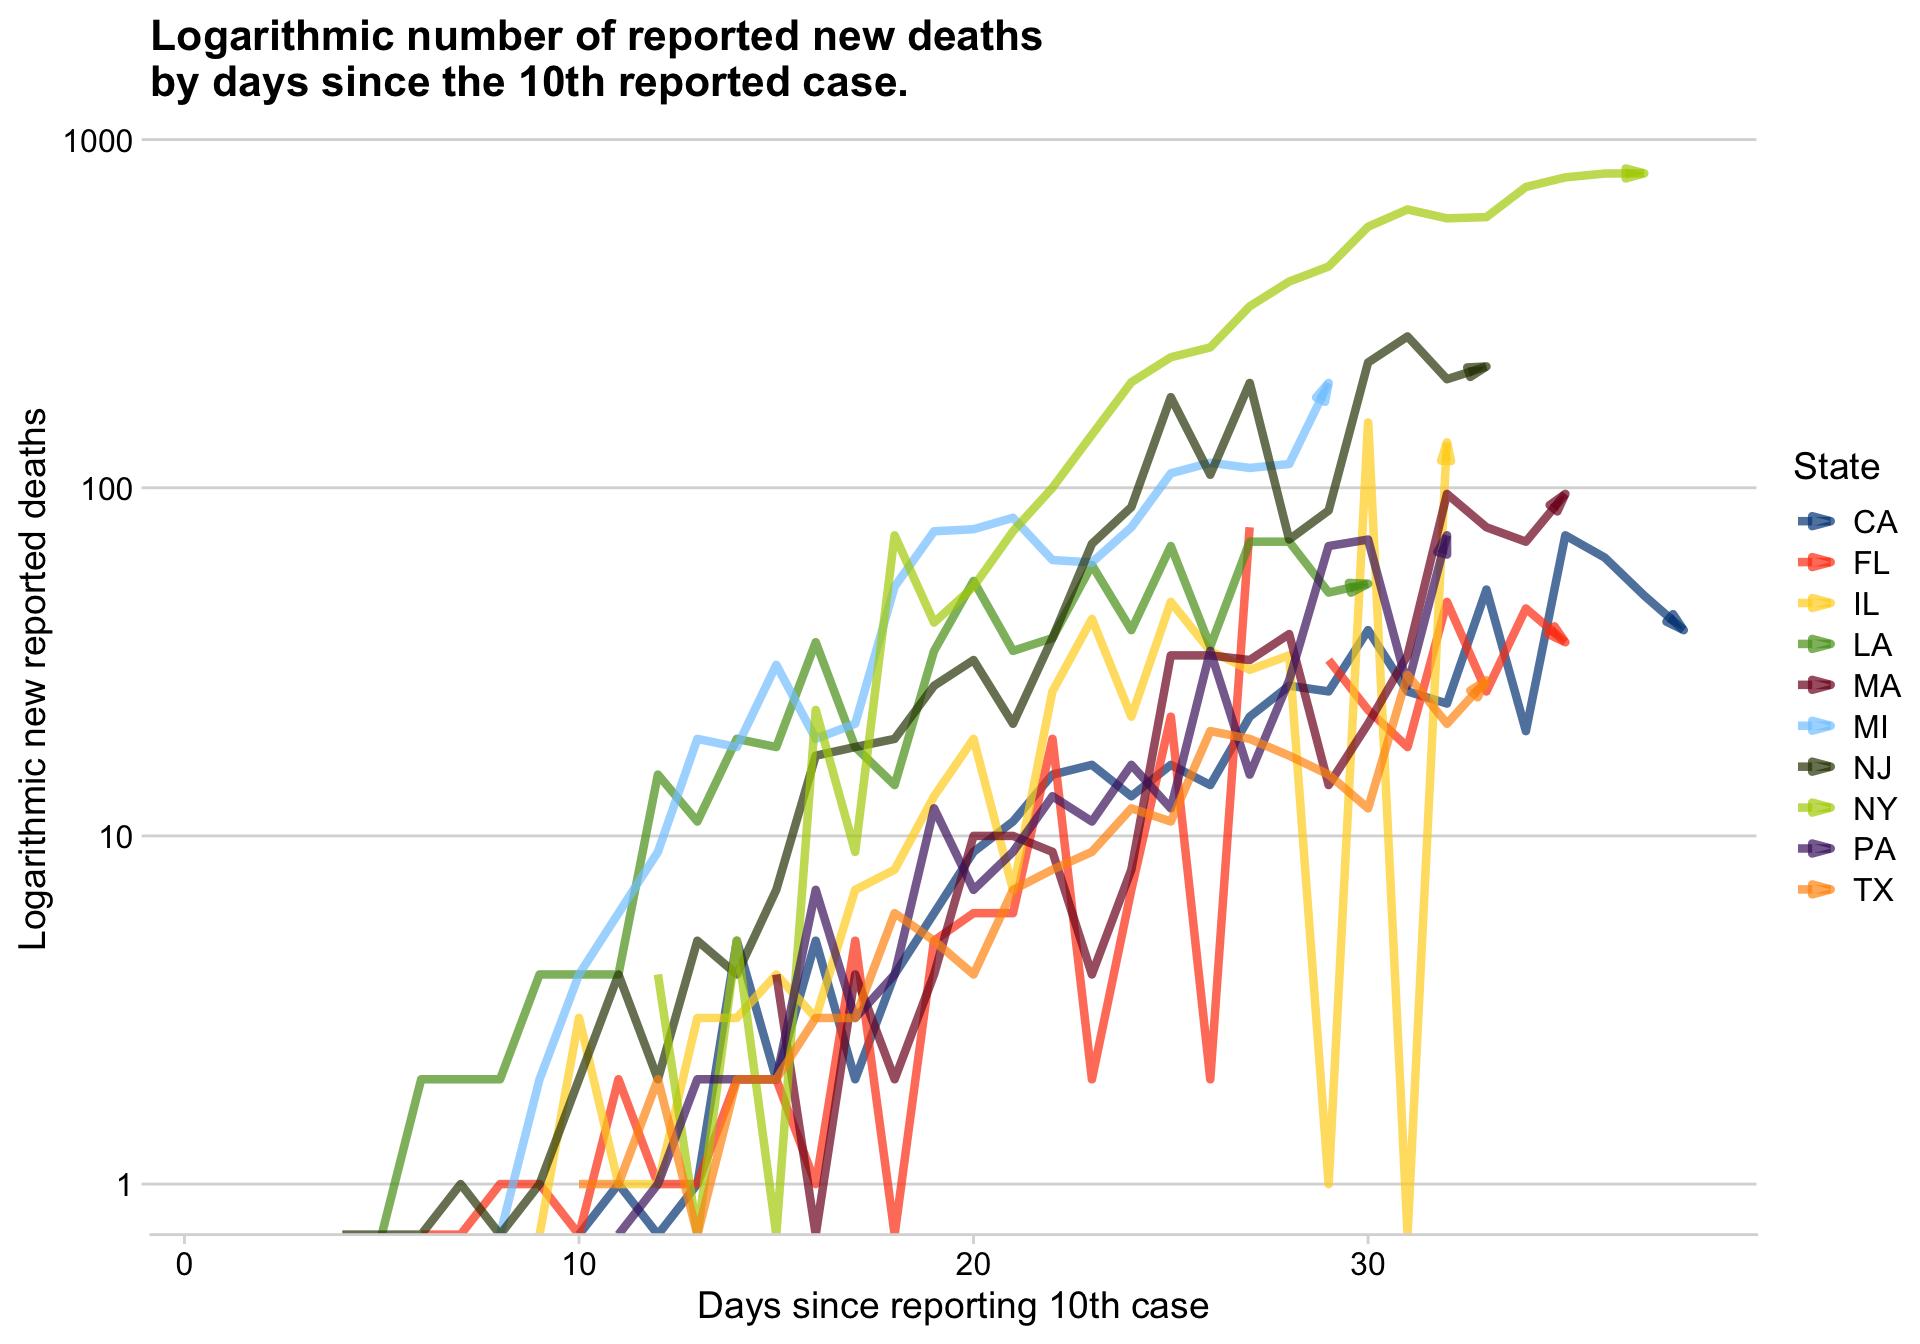 Logarithmic number of reported new deaths
by days since the 10th reported case.
1000
100
10
1
Logarithmic new reported deaths
0 10 20 30
Days since reporting 10th case
State
CA
FL
IL
LA
MA
MI
NJ
NY
PA
TX